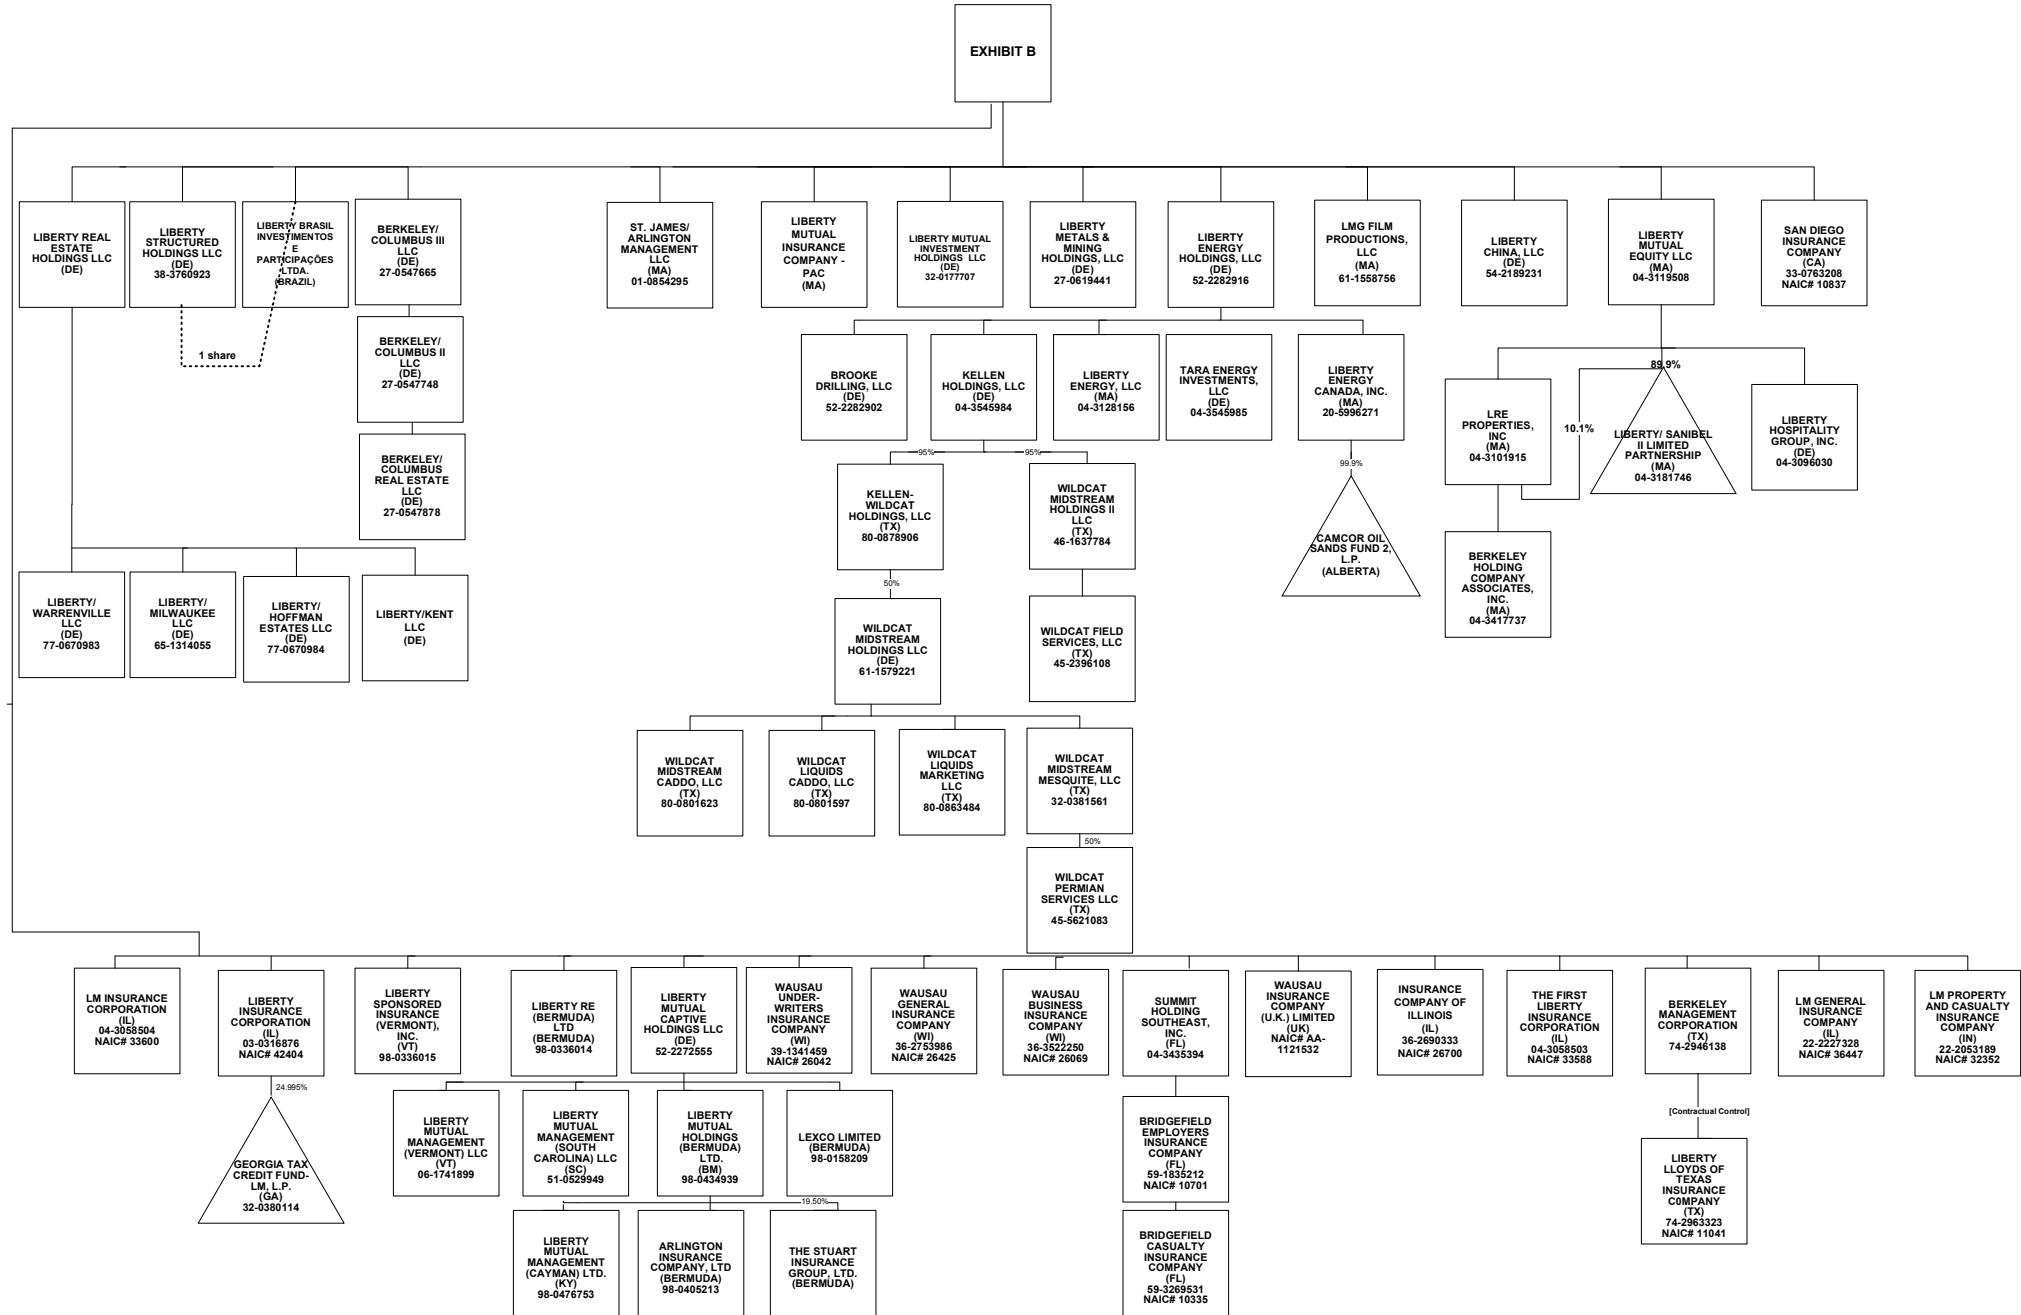 EXHIBIT B
LIBERTY REAL
ESTATE
HOLDINGS LLC
(DE)
LIBERTY
STRUCTURED
HOLDINGS LLC
(DE)
38-3760923
LIBERTY BRASIL
INVESTIMENTOS
E
PARTICIPAÇÕES
LTDA.
(BRAZIL)
BERKELEY/
COLUMBUS III
LLC
(DE)
27-0547665
ST. JAMES/
ARLINGTON
MANAGEMENT
LLC
(MA)
01-0854295
LIBERTY
MUTUAL
INSURANCE
COMPANY -
PAC
(MA)
LIBERTY MUTUAL
INVESTMENT
HOLDINGS LLC
(DE)
32-0177707
LIBERTY
METALS &
MINING
HOLDINGS, LLC
(DE)
27-0619441
LIBERTY
ENERGY
HOLDINGS, LLC
(DE)
52-2282916
LMG FILM
PRODUCTIONS,
LLC
(MA)
61-1558756
LIBERTY
CHINA, LLC
(DE)
54-2189231
LIBERTY
MUTUAL
EQUITY LLC
(MA)
04-3119508
SAN DIEGO
INSURANCE
COMPANY
(CA)
33-0763208
NAIC# 10837
1 share
BERKELEY/
COLUMBUS II
LLC
(DE)
27-0547748
BERKELEY/
COLUMBUS
REAL ESTATE
LLC
(DE)
27-0547878
BROOKE
DRILLING, LLC
(DE)
52-2282902
KELLEN
HOLDINGS, LLC
(DE)
04-3545984
LIBERTY
ENERGY, LLC
(MA)
04-3128156
TARA ENERGY
INVESTMENTS,
LLC
(DE)
04-3545985
LIBERTY
ENERGY
CANADA, INC.
(MA)
20-5996271
LRE
PROPERTIES,
INC
(MA)
04-3101915
10.1%
89.9%
LIBERTY/ SANIBEL
II LIMITED
PARTNERSHIP
(MA)
04-3181746
LIBERTY
HOSPITALITY
GROUP, INC.
(DE)
04-3096030
95%
95%
99.9%
KELLEN-
WILDCAT
HOLDINGS, LLC
(TX)
80-0878906
WILDCAT
MIDSTREAM
HOLDINGS II
LLC
(TX)
46-1637784
CAMCOR OIL
SANDS FUND 2,
L.P.
(ALBERTA)
BERKELEY
HOLDING
COMPANY
ASSOCIATES,
INC.
(MA)
04-3417737
LIBERTY/
WARRENVILLE
LLC
(DE)
77-0670983
LIBERTY/
MILWAUKEE
LLC
(DE)
65-1314055
LIBERTY/
HOFFMAN
ESTATES LLC
(DE)
77-0670984
LIBERTY/KENT
LLC
(DE)
50%
WILDCAT
MIDSTREAM
HOLDINGS LLC
(DE)
61-1579221
WILDCAT FIELD
SERVICES, LLC
(TX)
45-2396108
WILDCAT
MIDSTREAM
CADDO, LLC
(TX)
80-0801623
WILDCAT
LIQUIDS
CADDO, LLC
(TX)
80-0801597
WILDCAT
LIQUIDS
MARKETING
LLC
(TX)
80-0863484
WILDCAT
MIDSTREAM
MESQUITE, LLC
(TX)
32-0381561
50%
WILDCAT
PERMIAN
SERVICES LLC
(TX)
45-5621083
LM INSURANCE
CORPORATION
(IL)
04-3058504
NAIC# 33600
LIBERTY
INSURANCE
CORPORATION
(IL)
03-0316876
NAIC# 42404
LIBERTY
SPONSORED
INSURANCE
(VERMONT),
INC.
(VT)
98-0336015
LIBERTY RE
(BERMUDA)
LTD
(BERMUDA)
98-0336014
LIBERTY
MUTUAL
CAPTIVE
HOLDINGS LLC
(DE)
52-2272555
WAUSAU
UNDER-
WRITERS
INSURANCE
COMPANY
(WI)
39-1341459
NAIC# 26042
WAUSAU
GENERAL
INSURANCE
COMPANY
(WI)
36-2753986
NAIC# 26425
WAUSAU
BUSINESS
INSURANCE
COMPANY
(WI)
36-3522250
NAIC# 26069
SUMMIT
HOLDING
SOUTHEAST,
INC.
(FL)
04-3435394
WAUSAU
INSURANCE
COMPANY
(U.K.) LIMITED
(UK)
NAIC# AA-
1121532
INSURANCE
COMPANY OF
ILLINOIS
(IL)
36-2690333
NAIC# 26700
THE FIRST
LIBERTY
INSURANCE
CORPORATION
(IL)
04-3058503
NAIC# 33588
BERKELEY
MANAGEMENT
CORPORATION
(TX)
74-2946138
LM GENERAL
INSURANCE
COMPANY
(IL)
22-2227328
NAIC# 36447
LM PROPERTY
AND CASUALTY
INSURANCE
COMPANY
(IN)
22-2053189
NAIC# 32352
24.995%
GEORGIA TAX
CREDIT FUND-
LM, L.P.
(GA)
32-0380114
LIBERTY
MUTUAL
MANAGEMENT
(VERMONT) LLC
(VT)
06-1741899
LIBERTY
MUTUAL
MANAGEMENT
(SOUTH
CAROLINA) LLC
(SC)
51-0529949
LIBERTY
MUTUAL
HOLDINGS
(BERMUDA)
LTD.
(BM)
98-0434939
LEXCO LIMITED
(BERMUDA)
98-0158209
BRIDGEFIELD
EMPLOYERS
INSURANCE
COMPANY
(FL)
59-1835212
NAIC# 10701
[Contractual Control]
LIBERTY
LLOYDS OF
TEXAS
INSURANCE
C0MPANY
(TX)
74-2963323
NAIC# 11041
19.50%
LIBERTY
MUTUAL
MANAGEMENT
(CAYMAN) LTD.
(KY)
98-0476753
ARLINGTON
INSURANCE
COMPANY, LTD
(BERMUDA)
98-0405213
THE STUART
INSURANCE
GROUP, LTD.
(BERMUDA)
BRIDGEFIELD
CASUALTY
INSURANCE
COMPANY
(FL)
59-3269531
NAIC# 10335